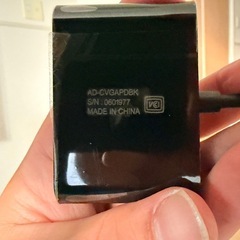 AD-CVGAPDBK
S/N : 0601977
MADE IN CHINA